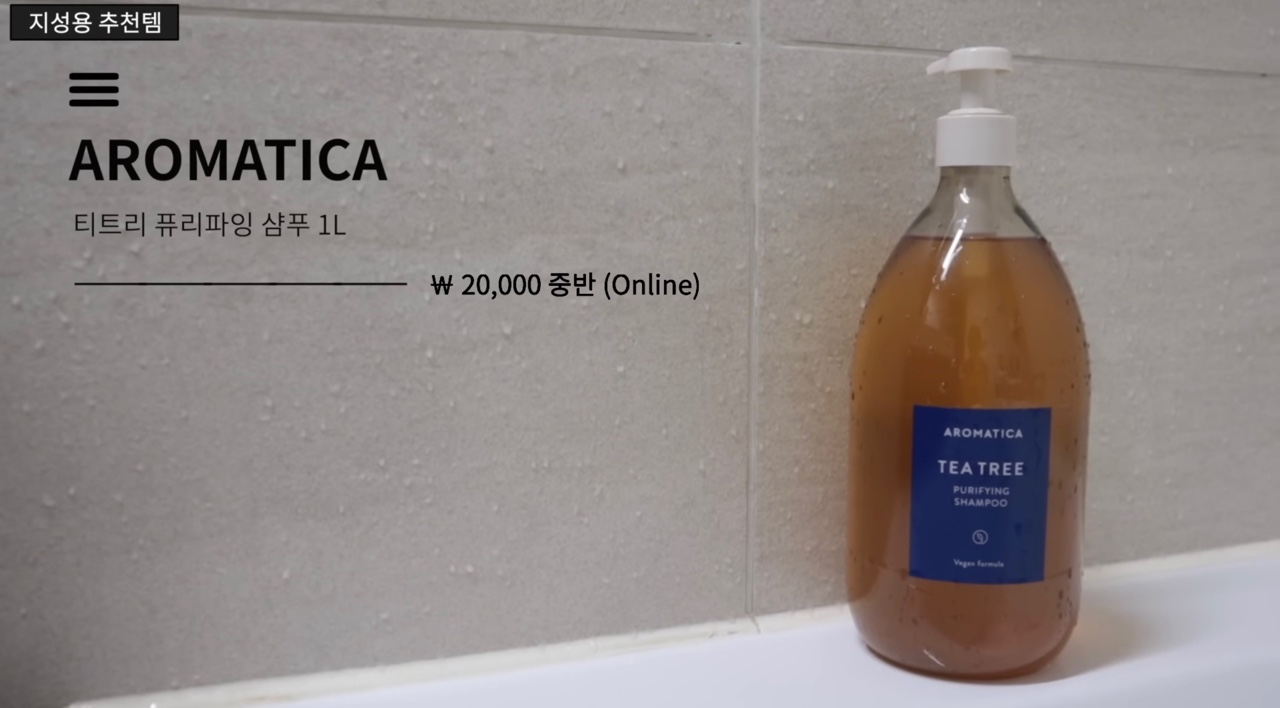 지성용 추천템
AROMATICA
티트리 퓨리파잉 샴푸 1L
₩ 20,000 중반 (Online)
AROMATICA
TEA TREE
PURIFYING
SHAMPOO
Vegan formula